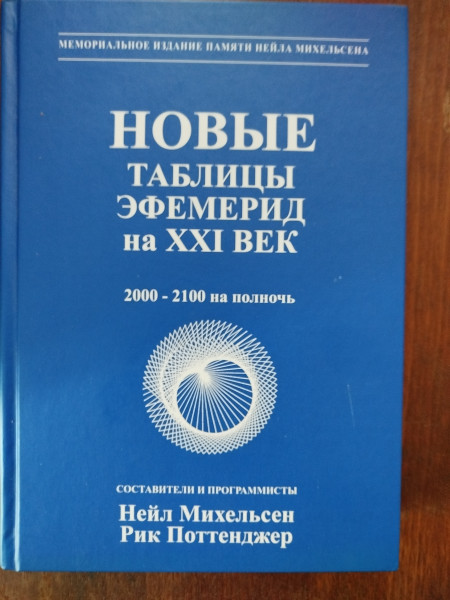 МЕМОРИАЛЬНОЕ ИЗДАНИЕ ПАМЯТИ НЕЙЛА МИХЕЛЬСЕНА
НОВЫЕ
ТАБЛИЦЫ
ЭФЕМЕРИД
на XXI ВЕК
2000 - 2100 на полночь
СОСТАВИТЕЛИ И ПРОГРАММИСТЫ
Нейл Михельсен
Рик Поттенджер